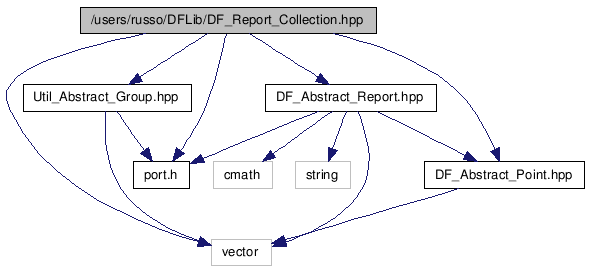 /users/russo/DFLib/DF_Report_Collection.hpp
Util_Abstract_Group.hpp
DF_Abstract_Report.hpp
port.h
cmath
string
DF_Abstract_Point.hpp
vector